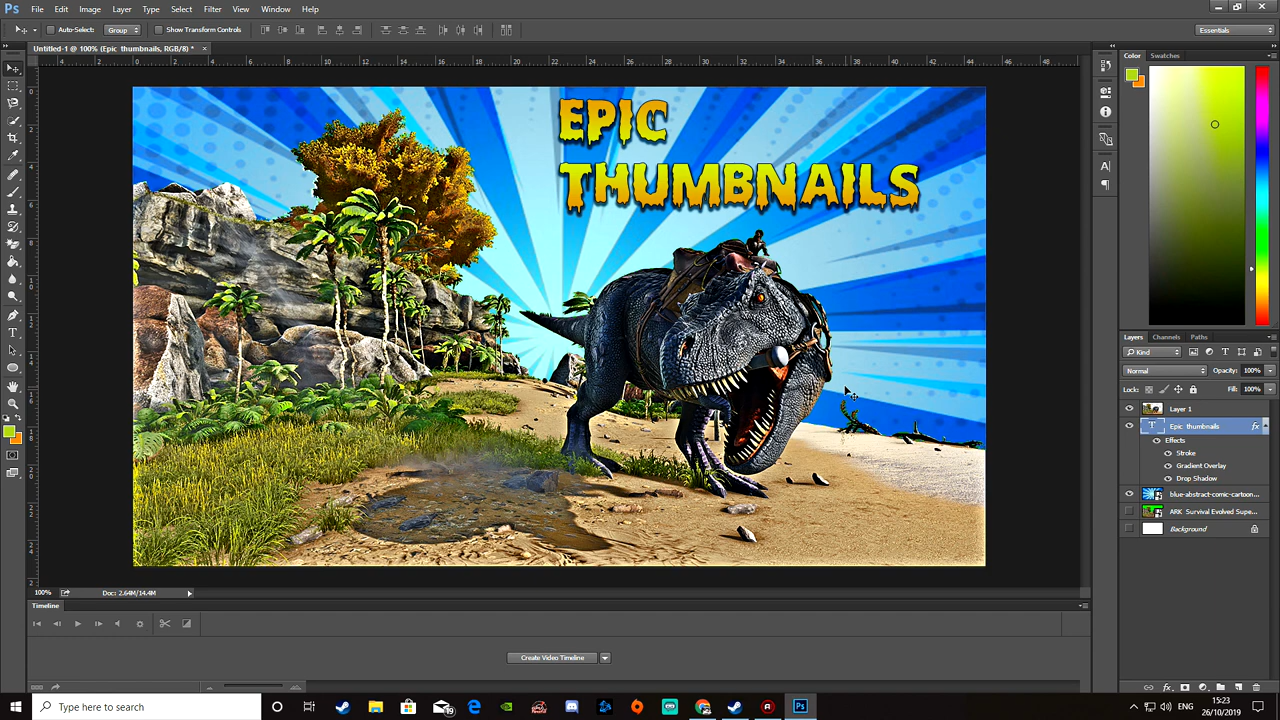 Ps File Edit Image Layer Type Select Filter View Window Help
Auto-Select: Group Show Transform Controls Essentials
Untitled-1 @ 100% (Epic thumbnails, RGB/8) *
Color Swatches
EPIC
THUMBNAILS
Layers Channels Paths
Kind
Normal Opacity: 100%
Lock: Fill: 100%
Layer 1
T Epic thumbnails fx
Effects
Stroke
Gradient Overlay
Drop Shadow
blue-abstract-comic-cartoon...
ARK Survival Evolved Supe...
Background
100% Doc: 2.64M/14.4M
Timeline
Create Video Timeline
Type here to search
19
ENG
15:23
26/10/2019